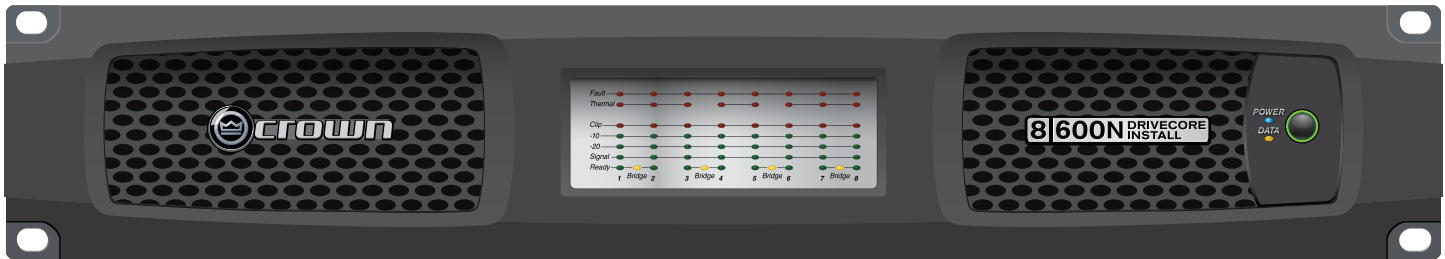 crown
Fault
Thermal
Clip
-10
-20
Signal
Ready
1 Bridge 2 3 Bridge 4 5 Bridge 6 7 Bridge 8
8|600N DRIVECORE INSTALL
POWER
DATA